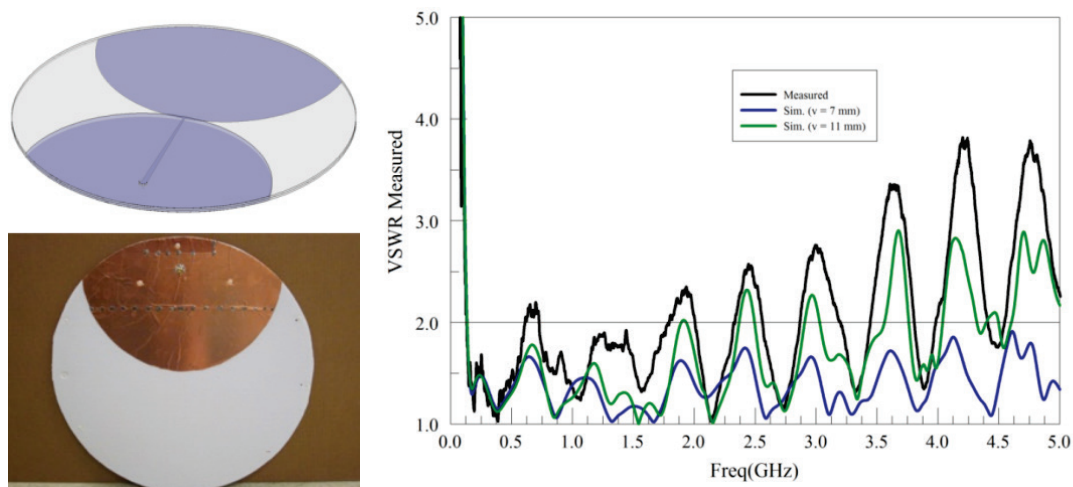 5.0
4.0
3.0
2.0
1.0
VSWR Measured
Measured
Sim. (v = 7 mm)
Sim. (v = 11 mm)
0.0 0.5 1.0 1.5 2.0 2.5 3.0 3.5 4.0 4.5 5.0
Freq(GHz)